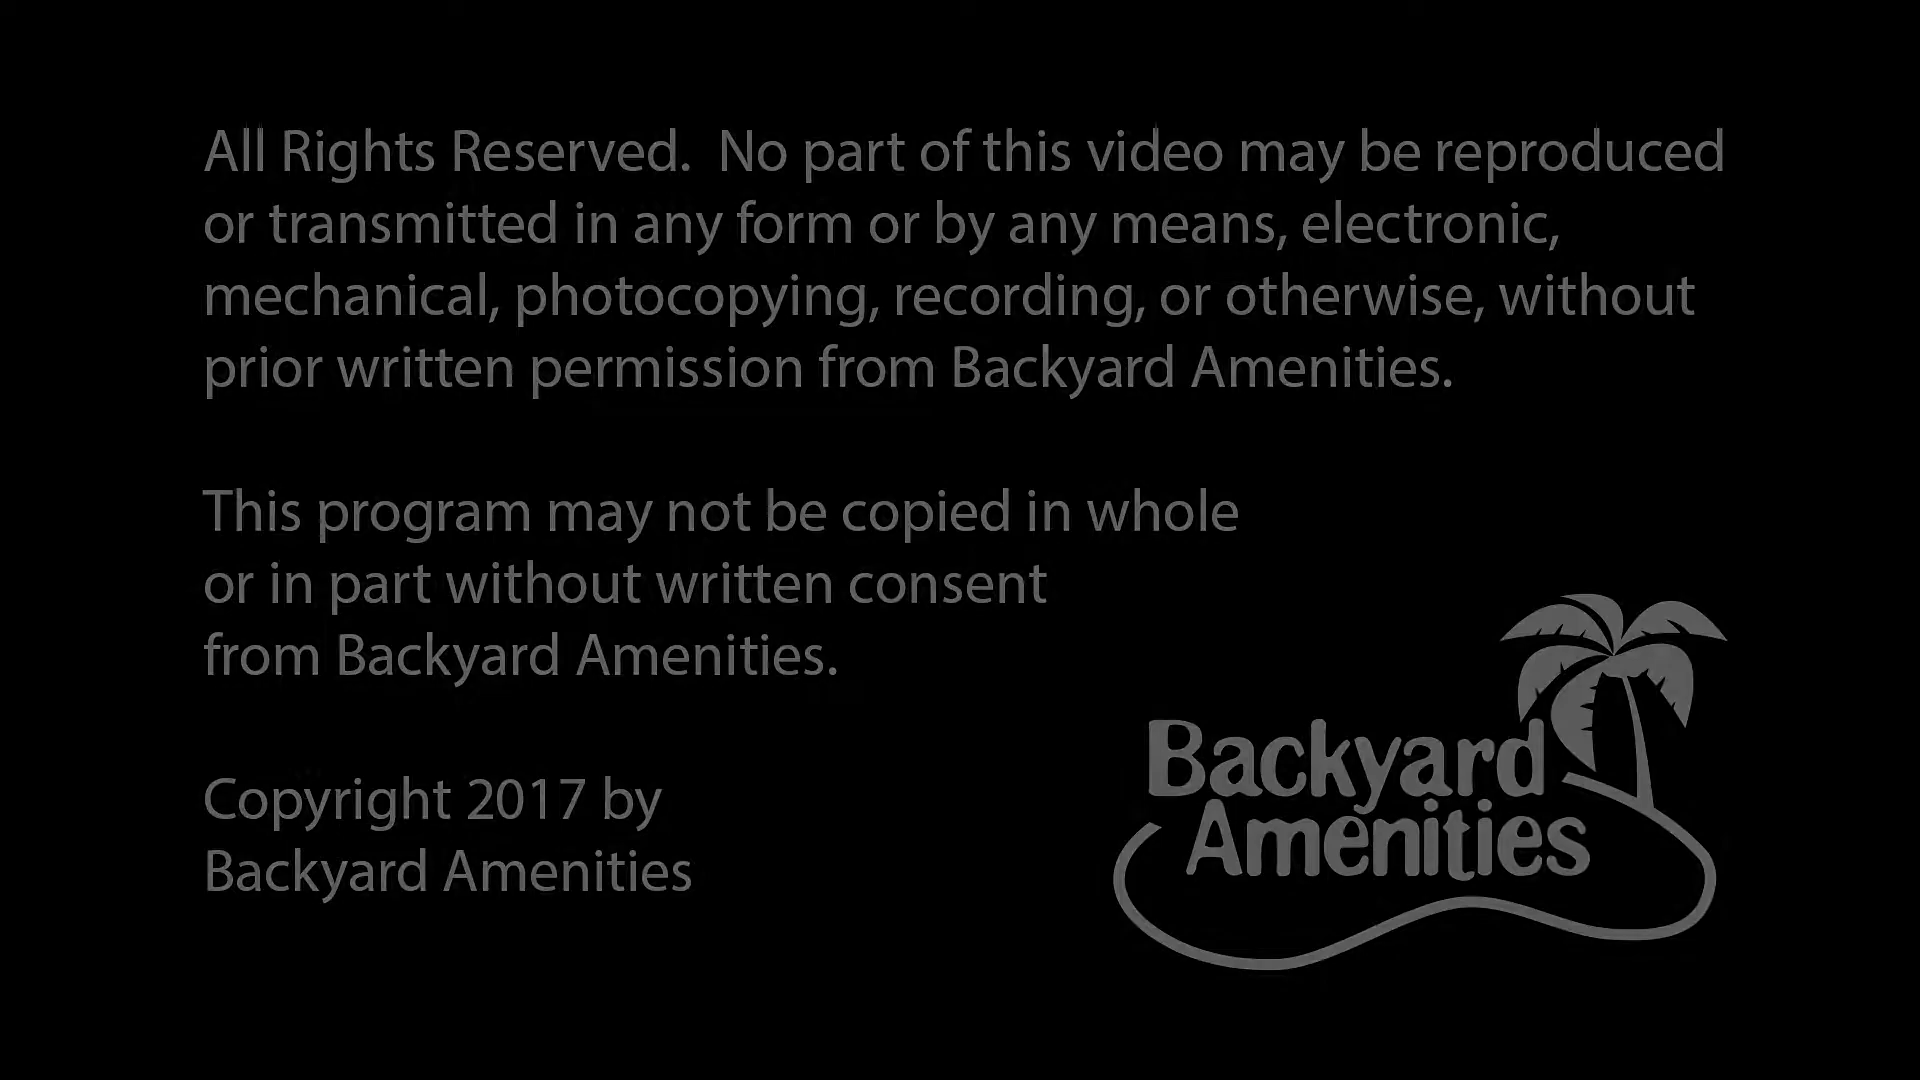 All Rights Reserved.  No part of this video may be reproduced
or transmitted in any form or by any means, electronic,
mechanical, photocopying, recording, or otherwise, without
prior written permission from Backyard Amenities.
This program may not be copied in whole
or in part without written consent
from Backyard Amenities.
Copyright 2017 by
Backyard Amenities
Backyard
Amenities